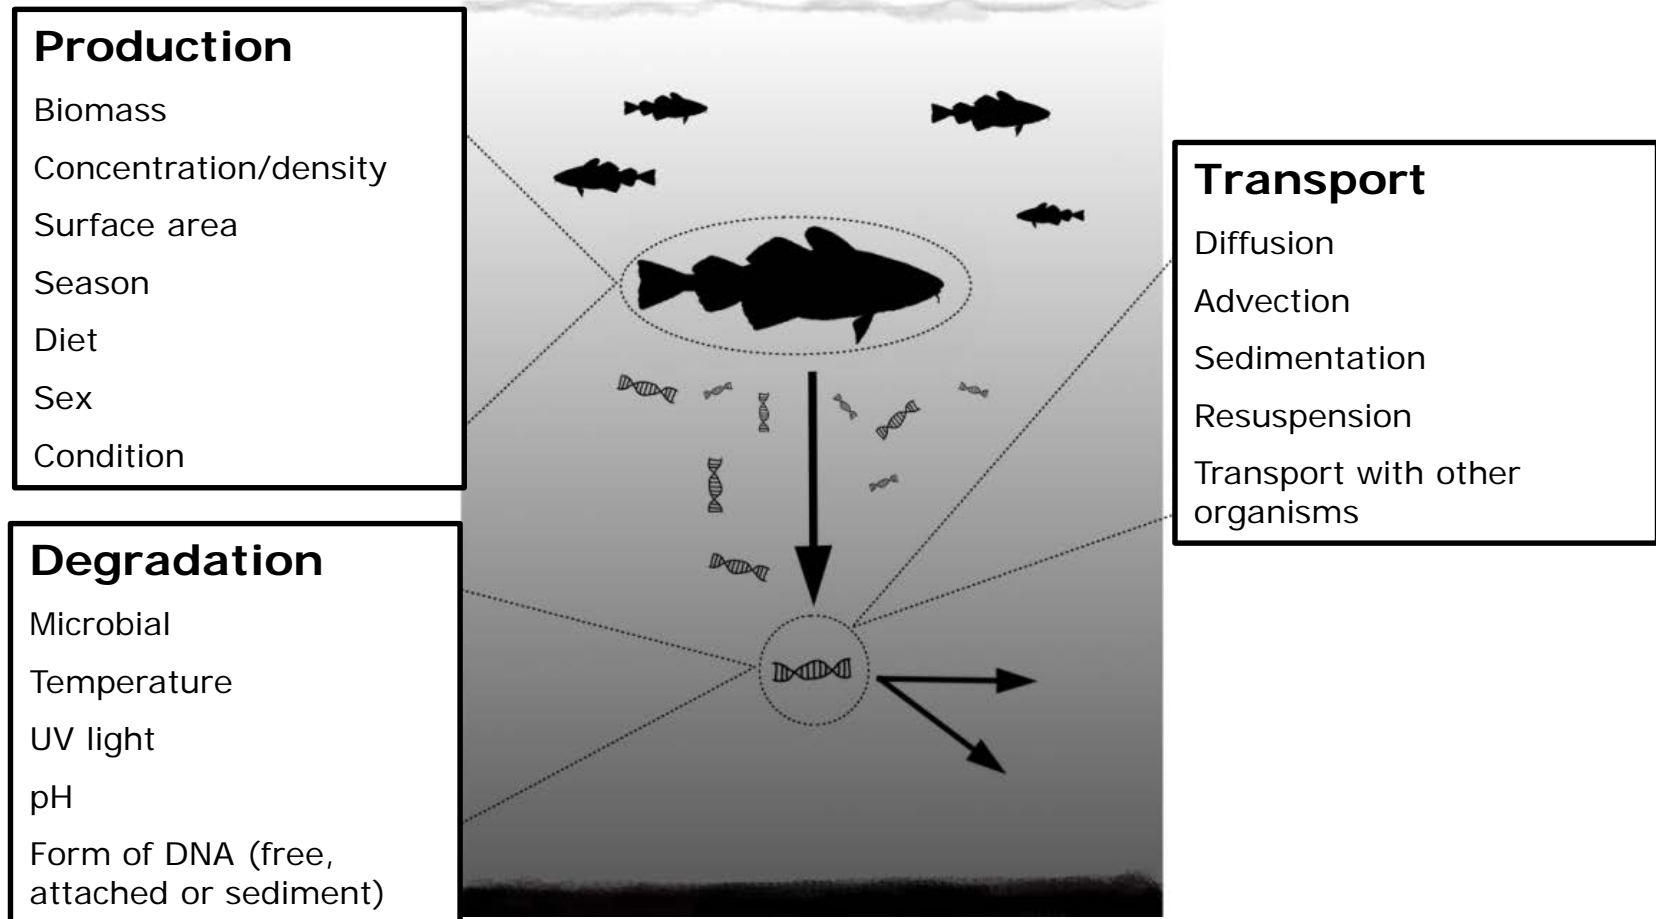 Production
Biomass
Concentration/density
Surface area
Season
Diet
Sex
Condition
Degradation
Microbial
Temperature
UV light
pH
Form of DNA (free,
attached or sediment)
Transport
Diffusion
Advection
Sedimentation
Resuspension
Transport with other
organisms